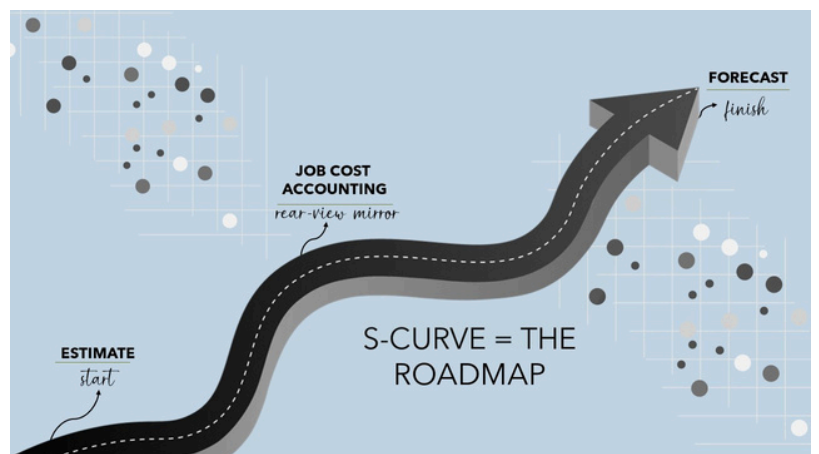 FORECAST
finish
JOB COST
ACCOUNTING
rear-view mirror
S-CURVE = THE
ROADMAP
ESTIMATE
start